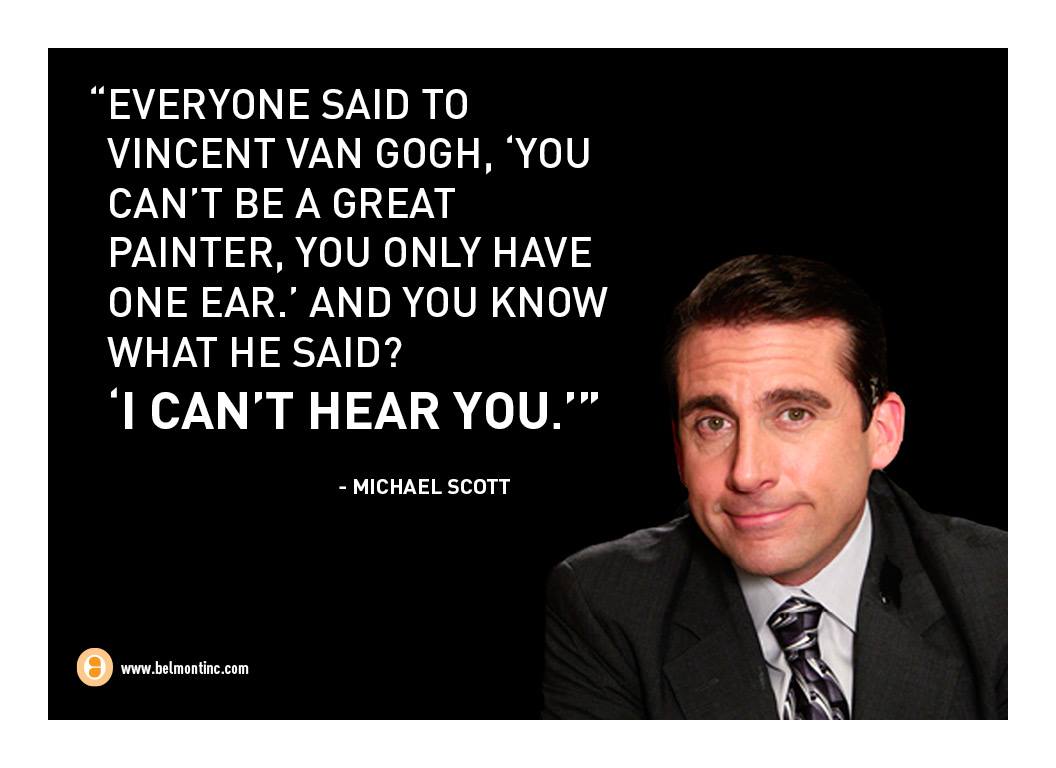 “EVERYONE SAID TO
VINCENT VAN GOGH, ‘YOU
CAN’T BE A GREAT
PAINTER, YOU ONLY HAVE
ONE EAR.’ AND YOU KNOW
WHAT HE SAID?
‘I CAN’T HEAR YOU.’”
- MICHAEL SCOTT
www.belmontinc.com